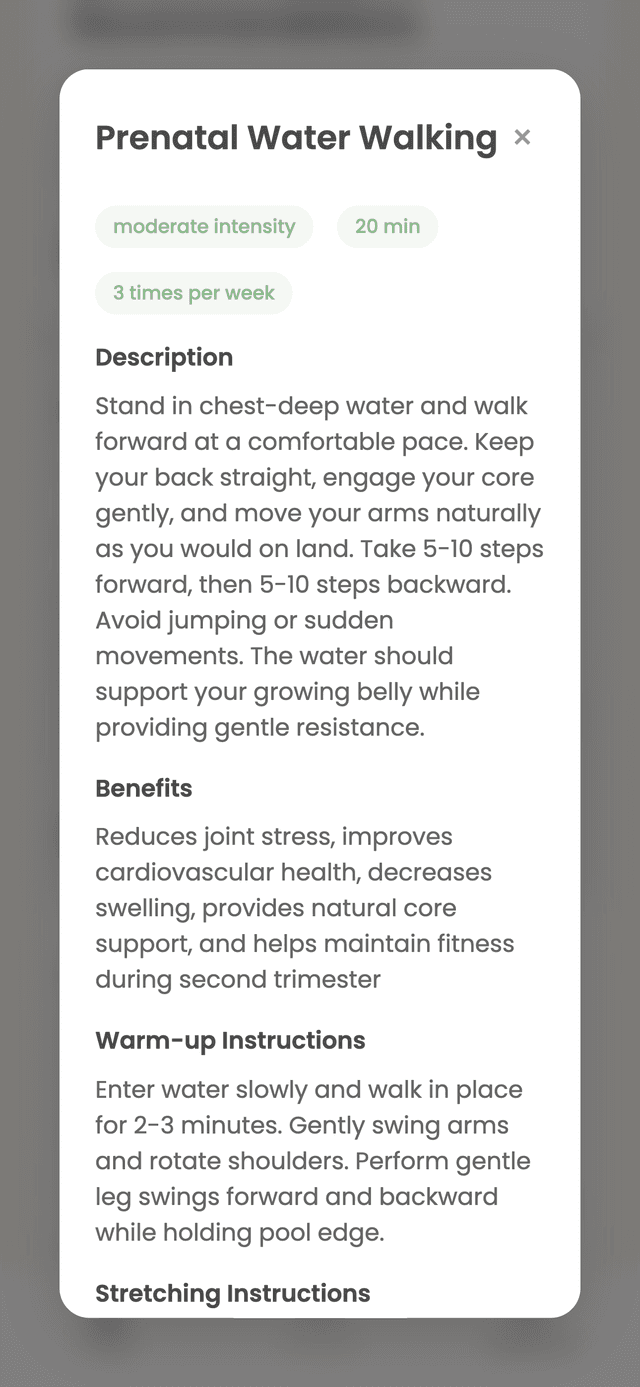 Prenatal Water Walking ×
moderate intensity 20 min
3 times per week
Description
Stand in chest-deep water and walk
forward at a comfortable pace. Keep
your back straight, engage your core
gently, and move your arms naturally
as you would on land. Take 5-10 steps
forward, then 5-10 steps backward.
Avoid jumping or sudden
movements. The water should
support your growing belly while
providing gentle resistance.
Benefits
Reduces joint stress, improves
cardiovascular health, decreases
swelling, provides natural core
support, and helps maintain fitness
during second trimester
Warm-up Instructions
Enter water slowly and walk in place
for 2-3 minutes. Gently swing arms
and rotate shoulders. Perform gentle
leg swings forward and backward
while holding pool edge.
Stretching Instructions